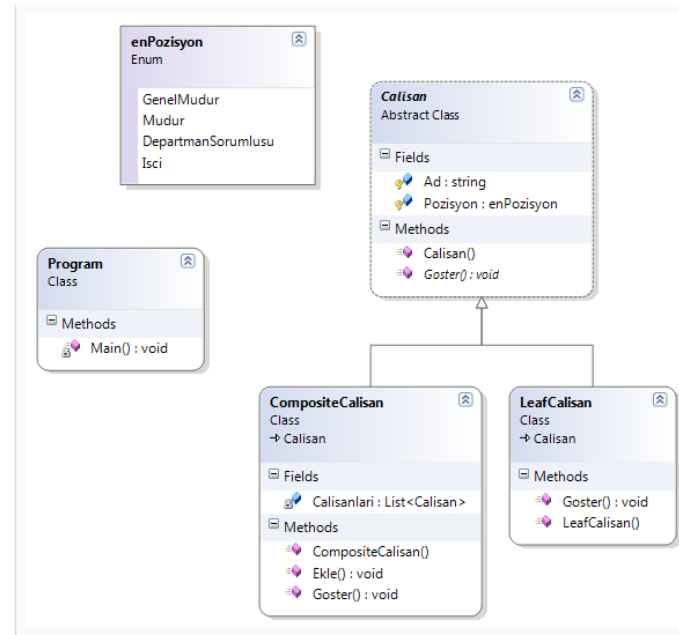 enPozisyon
Enum
GenelMudur
Mudur
DepartmanSorumlusu
Isci
Calisan
Abstract Class
Fields
Ad : string
Pozisyon : enPozisyon
Methods
Calisan()
Goster() : void
Program
Class
Methods
Main() : void
CompositeCalisan
Class
Calisan
Fields
Calisanlari : List<Calisan>
Methods
CompositeCalisan()
Ekle() : void
Goster() : void
LeafCalisan
Class
Calisan
Methods
Goster() : void
LeafCalisan()